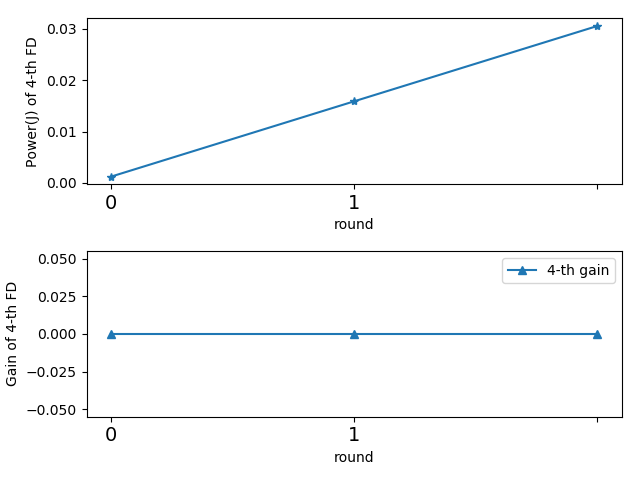 0.03
0.02
0.01
0.00
Power(J) of 4-th FD
0
1
round
0.050
0.025
0.000
−0.025
−0.050
Gain of 4-th FD
4-th gain
0
1
round